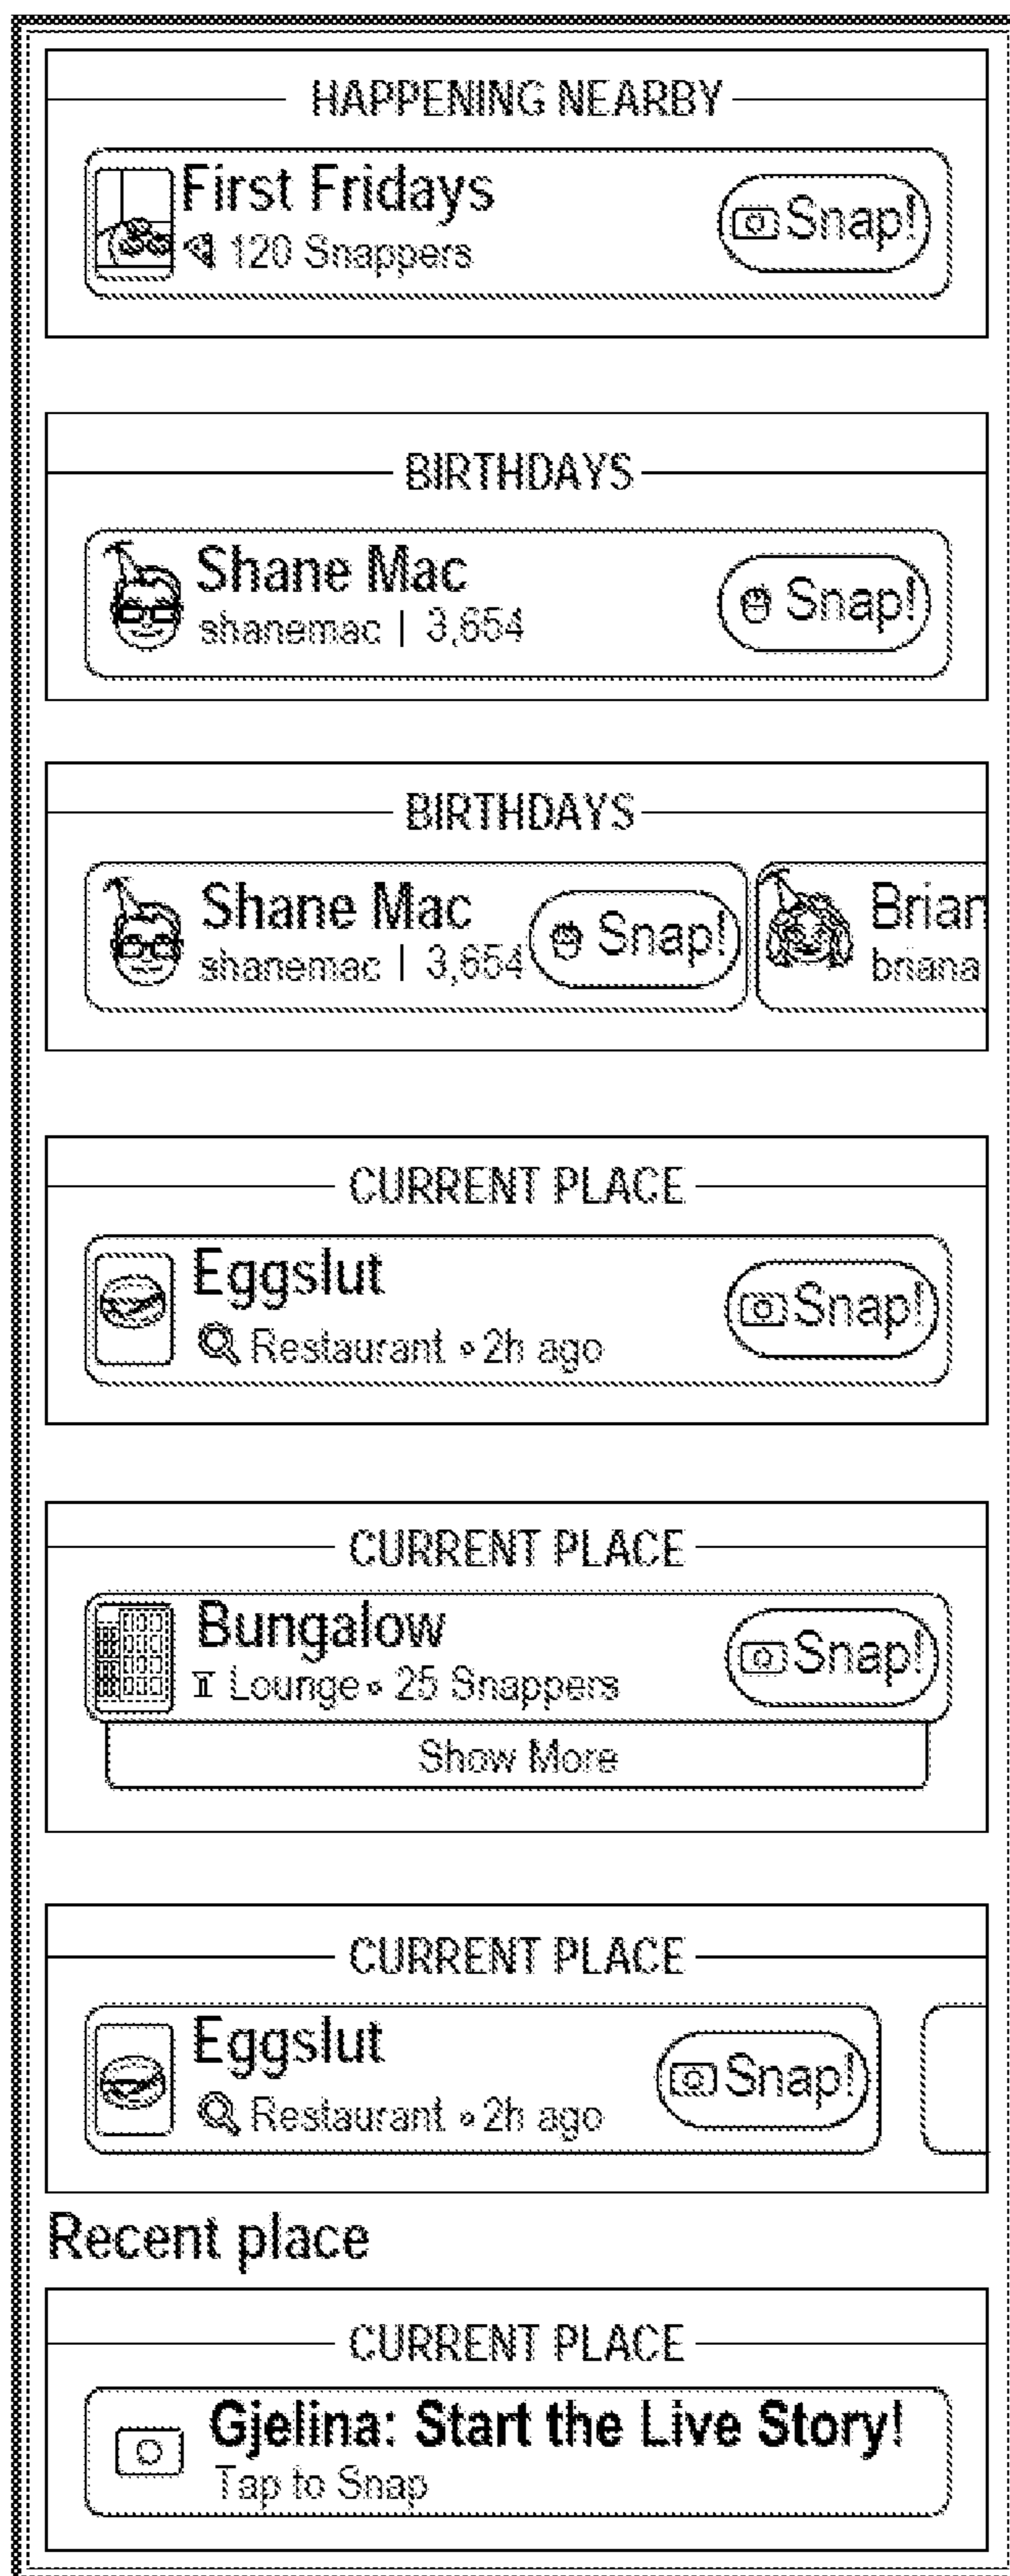 HAPPENING NEARBY
First Fridays
120 Snappers
Snap!
BIRTHDAYS
Shane Mac
shanemac | 3,654
Snap!
BIRTHDAYS
Shane Mac
shanemac | 3,654
Snap!
Brian
briana
CURRENT PLACE
Eggslut
Restaurant • 2h ago
Snap!
CURRENT PLACE
Bungalow
Lounge • 25 Snappers
Snap!
Show More
CURRENT PLACE
Eggslut
Restaurant • 2h ago
Snap!
Recent place
CURRENT PLACE
Gjelina: Start the Live Story!
Tap to Snap